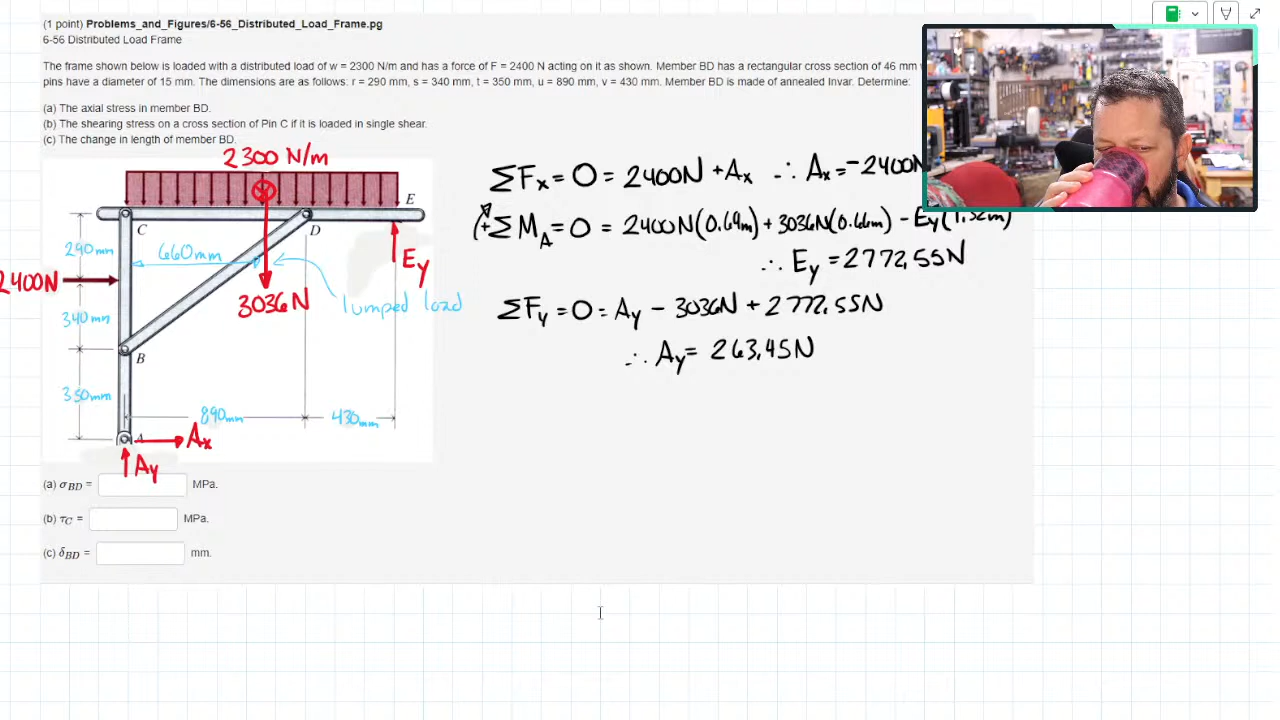 (1 point) Problems_and_Figures/6-56_Distributed_Load_Frame.pg
6-56 Distributed Load Frame
The frame shown below is loaded with a distributed load of w = 2300 N/m and has a force of F = 2400 N acting on it as shown. Member BD has a rectangular cross section of 46 mm
pins have a diameter of 15 mm. The dimensions are as follows: r = 290 mm, s = 340 mm, t = 350 mm, u = 890 mm, v = 430 mm. Member BD is made of annealed Invar. Determine:
(a) The axial stress in member BD.
(b) The shearing stress on a cross section of Pin C if it is loaded in single shear.
(c) The change in length of member BD.
2300 N/m
E
C
D
290mm
660mm
Ey
2400N
3036N
lumped load
340mm
B
350mm
890mm
430mm
A
Ax
Ay
ΣFx = 0 = 2400N + Ax ∴ Ax = -2400N
(+ ΣMA = 0 = 2400N(0.69m) + 3036N(0.66m) - Ey(1.32m)
∴ Ey = 2772.55N
ΣFy = 0 = Ay - 3036N + 2772.55N
∴ Ay = 263.45N
(a) σBD = MPa.
(b) τC = MPa.
(c) δBD = mm.